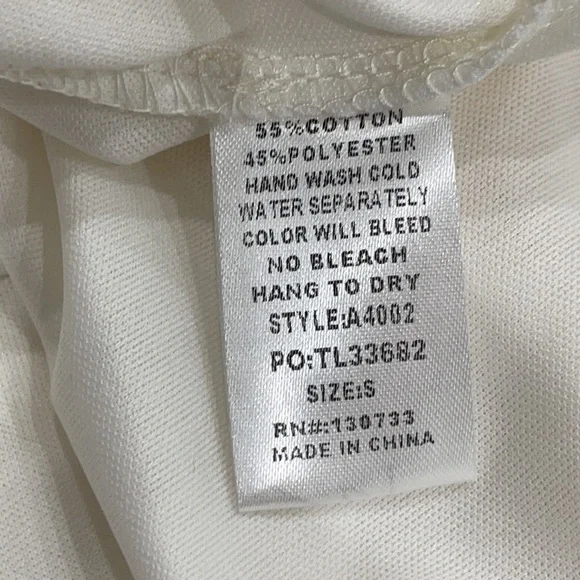 55%COTTON
45%POLYESTER
HAND WASH COLD
WATER SEPARATELY
COLOR WILL BLEED
NO BLEACH
HANG TO DRY
STYLE:A4002
PO:TL33682
SIZE:S
RN#:130733
MADE IN CHINA